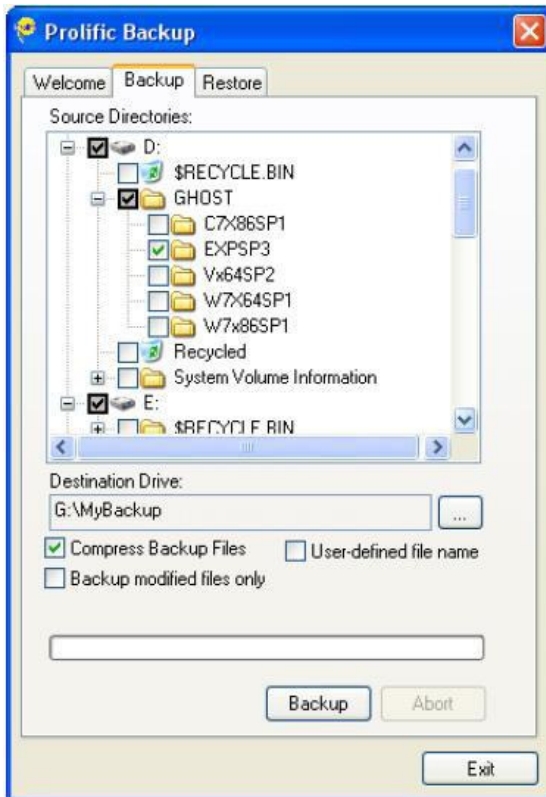 Prolific Backup
Welcome Backup Restore
Source Directories:
D:
$RECYCLE.BIN
GHOST
C7X86SP1
EXPSP3
Vx64SP2
W7X64SP1
W7x86SP1
Recycled
System Volume Information
E:
$RECYCLE.BIN
Destination Drive:
G:\MyBackup
...
Compress Backup Files User-defined file name
Backup modified files only
Backup Abort
Exit